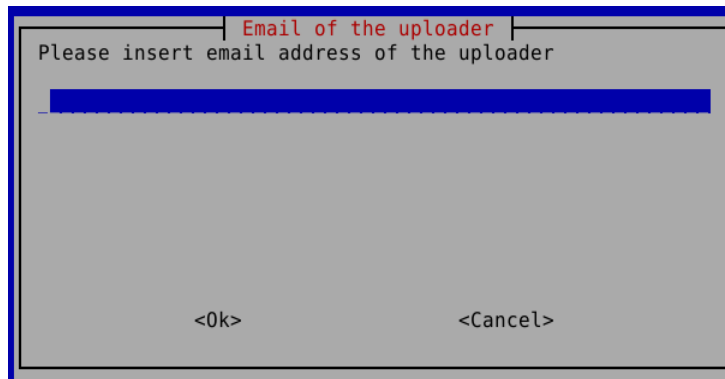 Email of the uploader
Please insert email address of the uploader
<Ok> <Cancel>